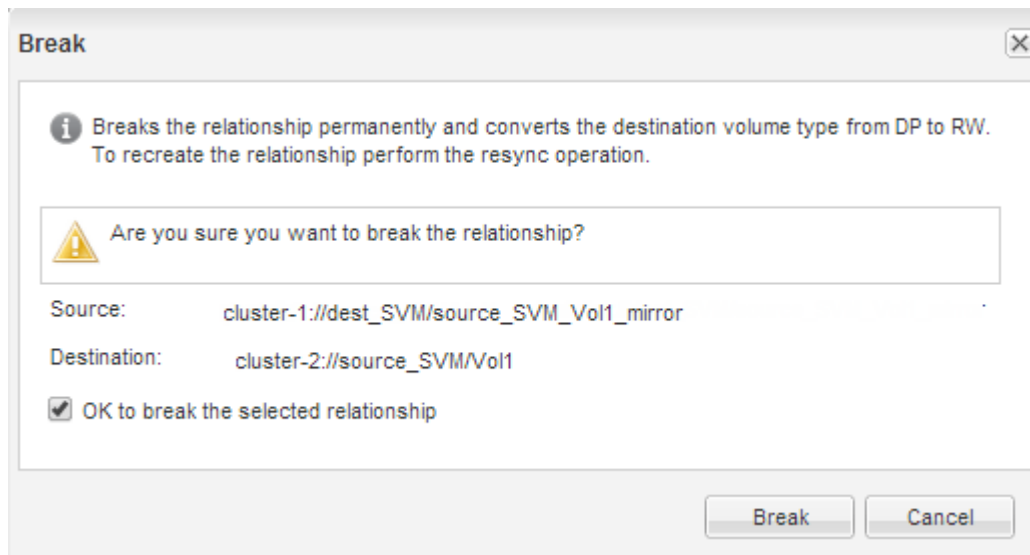 Break
Breaks the relationship permanently and converts the destination volume type from DP to RW.
To recreate the relationship perform the resync operation.
Are you sure you want to break the relationship?
Source: cluster-1://dest_SVM/source_SVM_Vol1_mirror
Destination: cluster-2://source_SVM/Vol1
OK to break the selected relationship
Break Cancel